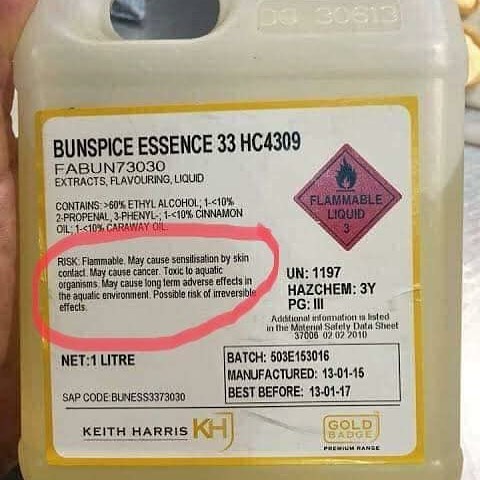 DG 30613
BUNSPICE ESSENCE 33 HC4309
FABUN73030
EXTRACTS, FLAVOURING, LIQUID
CONTAINS: >60% ETHYL ALCOHOL; 1-<10%
2-PROPENAL, 3-PHENYL-; 1-<10% CINNAMON
OIL; 1-<10% CARAWAY OIL
FLAMMABLE
LIQUID
3
RISK: Flammable. May cause sensilisation by skin
contact. May cause cancer. Toxic to aquatic
organisms. May cause long term adverse effects in
the aquatic environment. Possible risk of irreversible
effects.
UN: 1197
HAZCHEM: 3Y
PG: III
Additional information is listed
in the Material Safety Data Sheet
37006 02 02 2010
NET:1 LITRE
BATCH: 503E153016
MANUFACTURED: 13-01-15
BEST BEFORE: 13-01-17
SAP CODE:BUNESS3373030
KEITH HARRIS KH
GOLD
BADGE
PREMIUM RANGE